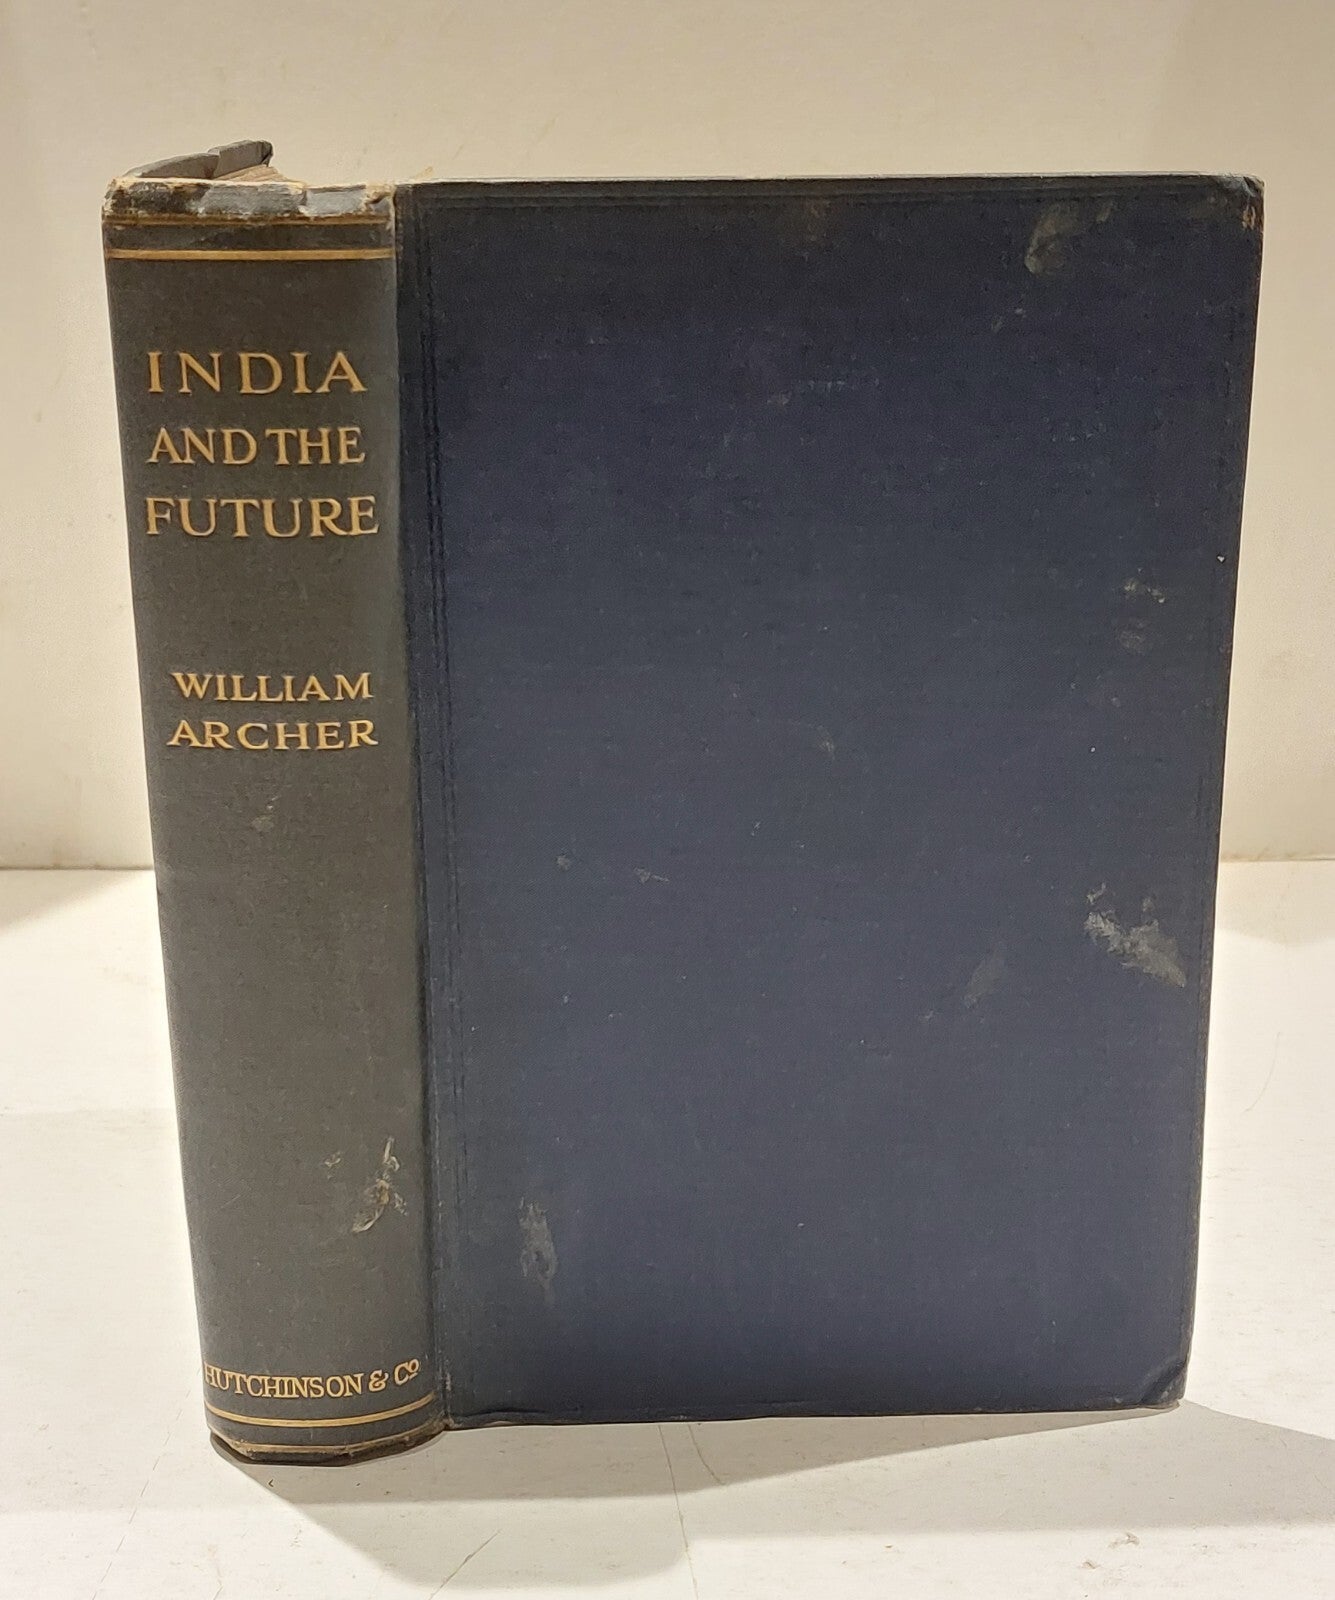 INDIA
AND THE
FUTURE
WILLIAM
ARCHER
HUTCHINSON & Co